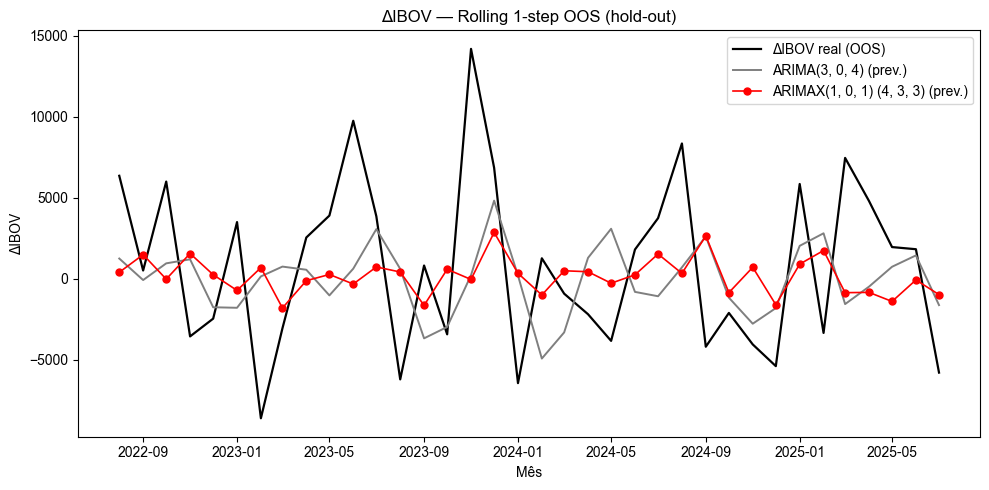 ΔIBOV — Rolling 1-step OOS (hold-out)
ΔIBOV real (OOS)
ARIMA(3, 0, 4) (prev.)
ARIMAX(1, 0, 1) (4, 3, 3) (prev.)
15000
10000
5000
0
−5000
ΔIBOV
2022-09
2023-01
2023-05
2023-09
2024-01
2024-05
2024-09
2025-01
2025-05
Mês